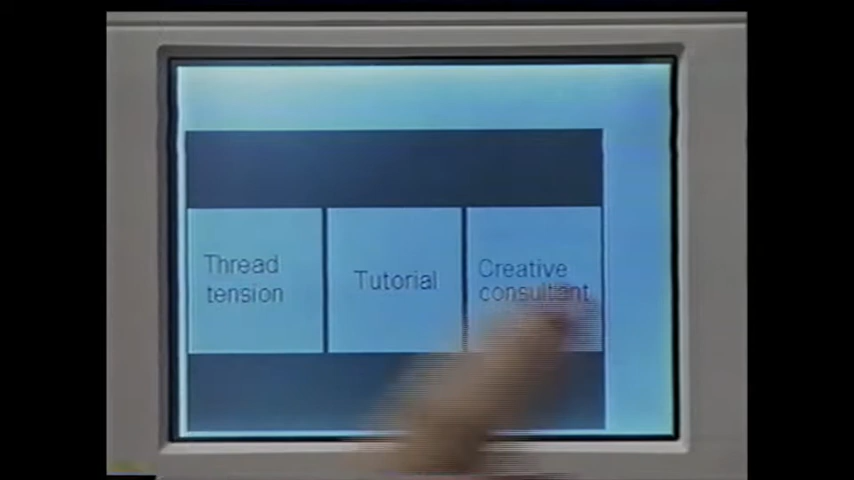 Thread
tension
Tutorial
Creative
consultant